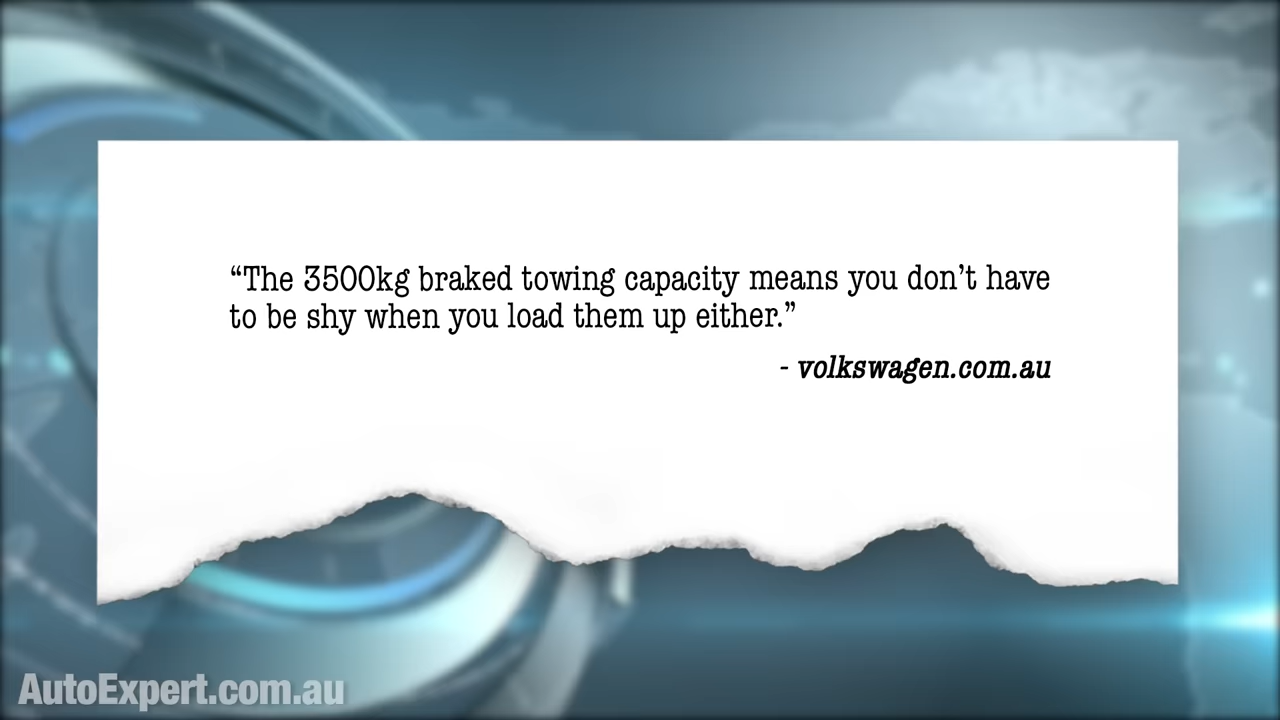 “The 3500kg braked towing capacity means you don’t have
to be shy when you load them up either.”
- volkswagen.com.au
AutoExpert.com.au